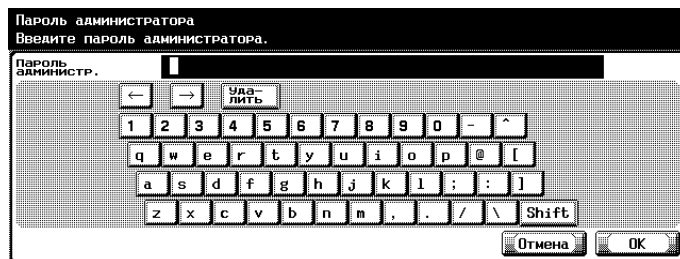 Пароль администратора
Введите пароль администратора.
Пароль
администр.
← → Уда-
лить
1 2 3 4 5 6 7 8 9 0 - ^
q w e r t y u i o p @ [
a s d f g h j k l ; : ]
z x c v b n m , . / \ Shift
Отмена OK